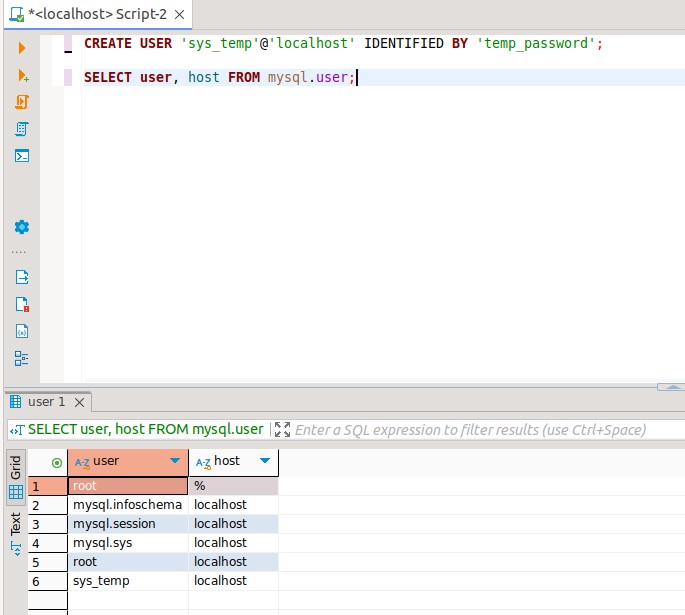 *<localhost> Script-2
CREATE USER 'sys_temp'@'localhost' IDENTIFIED BY 'temp_password';
SELECT user, host FROM mysql.user;
user 1
SELECT user, host FROM mysql.user
Enter a SQL expression to filter results (use Ctrl+Space)
Grid
Text
A-Z user A-Z host
1 root %
2 mysql.infoschema localhost
3 mysql.session localhost
4 mysql.sys localhost
5 root localhost
6 sys_temp localhost